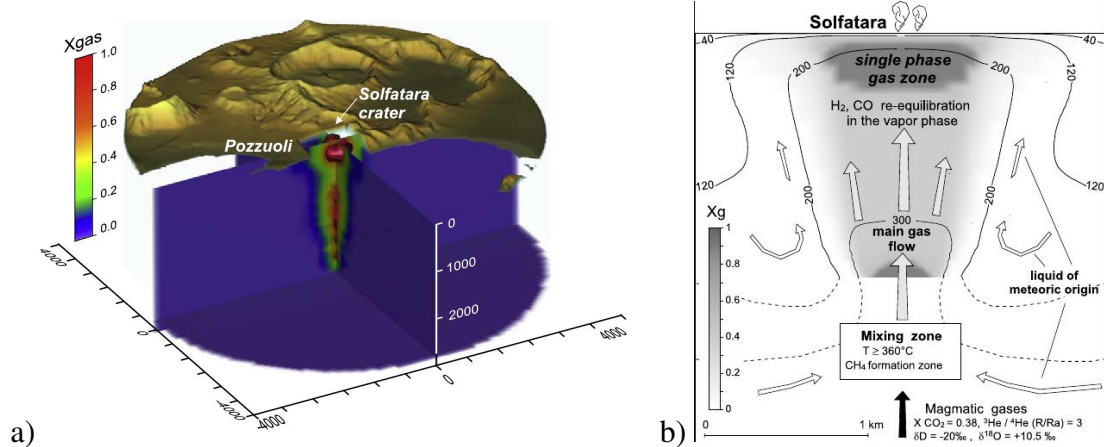 Xgas
1.0
0.8
0.6
0.4
0.2
0.0
Solfatara
crater
Pozzuoli
0
1000
2000
4000
0
4000
0
4000
a)
Solfatara
40
40
120
120
200
200
single phase
gas zone
H2, CO re-equilibration
in the vapor phase
120
120
200
200
300
main gas
flow
Xg
1
0.8
0.6
0.4
0.2
0
liquid of
meteoric origin
Mixing zone
T ≥ 360°C
CH4 formation zone
Magmatic gases
X CO2 = 0.38, ³He / ⁴He (R/Ra) = 3
δD = -20‰ , δ¹⁸O = +10.5 ‰
0
1 km
b)